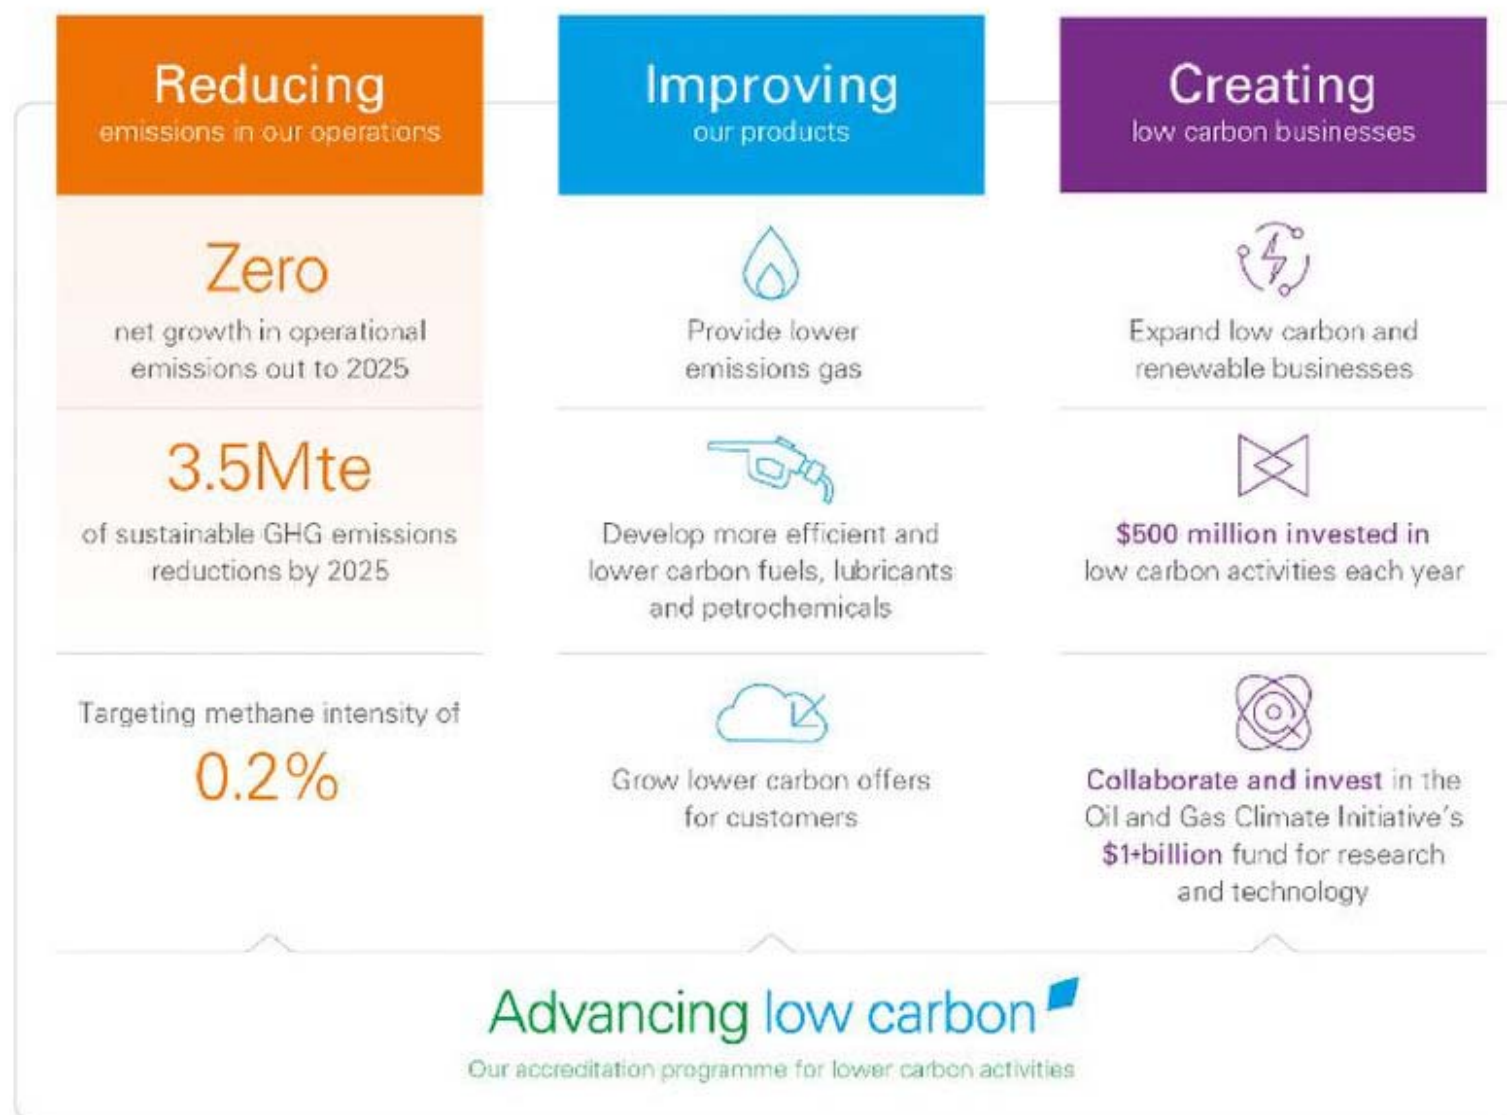 Reducing
emissions in our operations
Zero
net growth in operational
emissions out to 2025
3.5Mte
of sustainable GHG emissions
reductions by 2025
Targeting methane intensity of
0.2%
Improving
our products
Provide lower
emissions gas
Develop more efficient and
lower carbon fuels, lubricants
and petrochemicals
Grow lower carbon offers
for customers
Creating
low carbon businesses
Expand low carbon and
renewable businesses
$500 million invested in
low carbon activities each year
Collaborate and invest in the
Oil and Gas Climate Initiative's
$1+billion fund for research
and technology
Advancing low carbon
Our accreditation programme for lower carbon activities